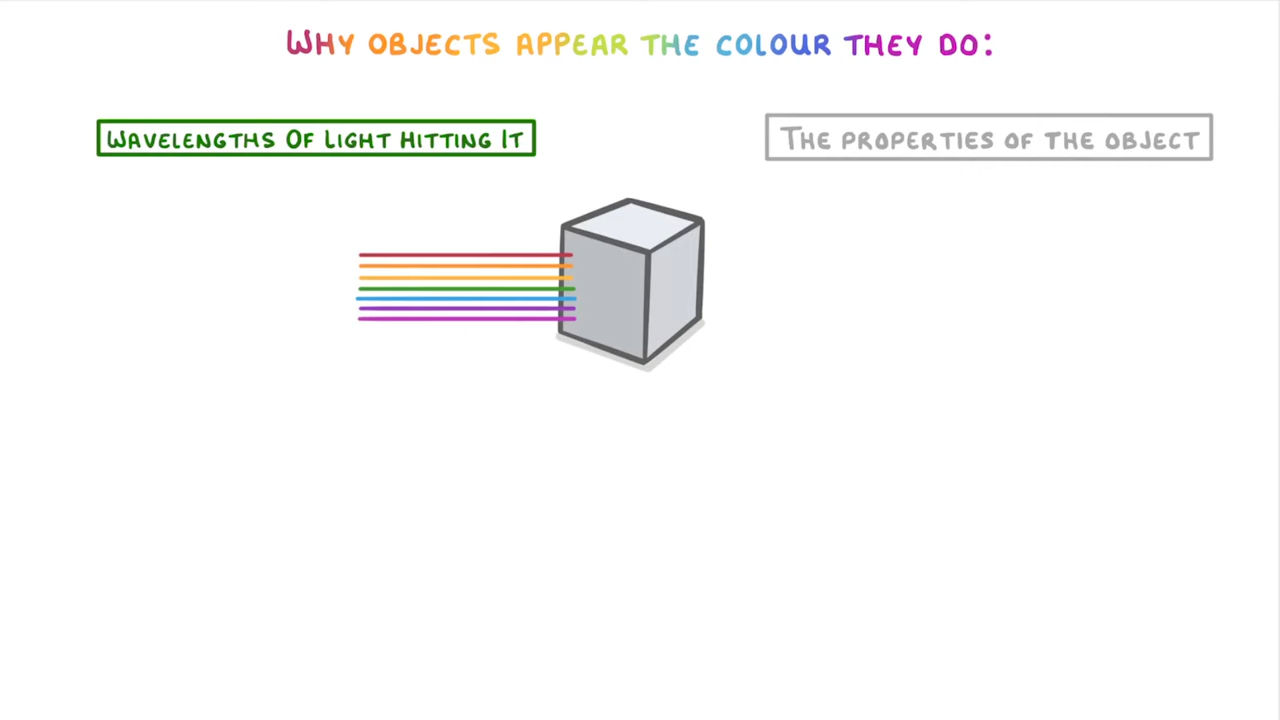 Why objects appear the colour they do:
Wavelengths Of Light Hitting It
The properties of the object